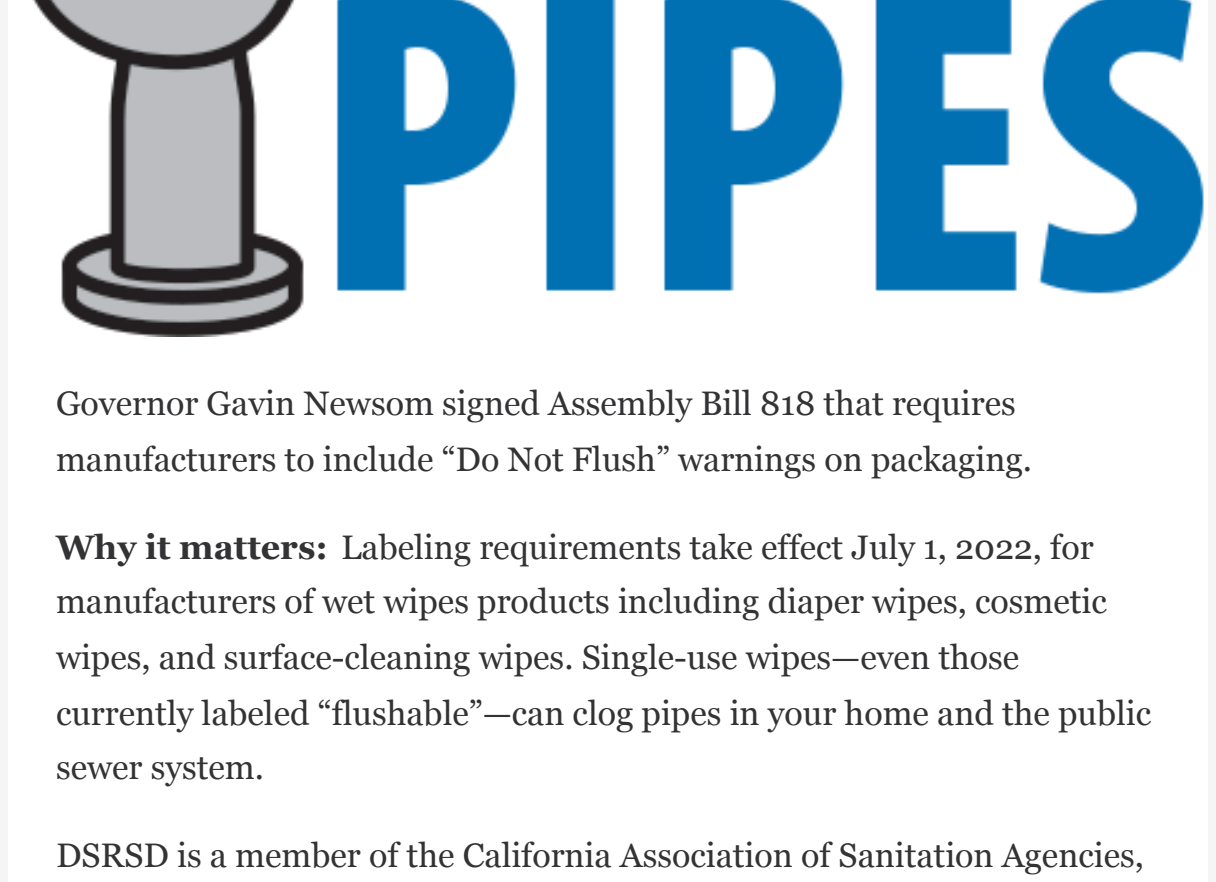 PIPES
Governor Gavin Newsom signed Assembly Bill 818 that requires
manufacturers to include “Do Not Flush” warnings on packaging.
Why it matters: Labeling requirements take effect July 1, 2022, for
manufacturers of wet wipes products including diaper wipes, cosmetic
wipes, and surface-cleaning wipes. Single-use wipes—even those
currently labeled “flushable”—can clog pipes in your home and the public
sewer system.
DSRSD is a member of the California Association of Sanitation Agencies,